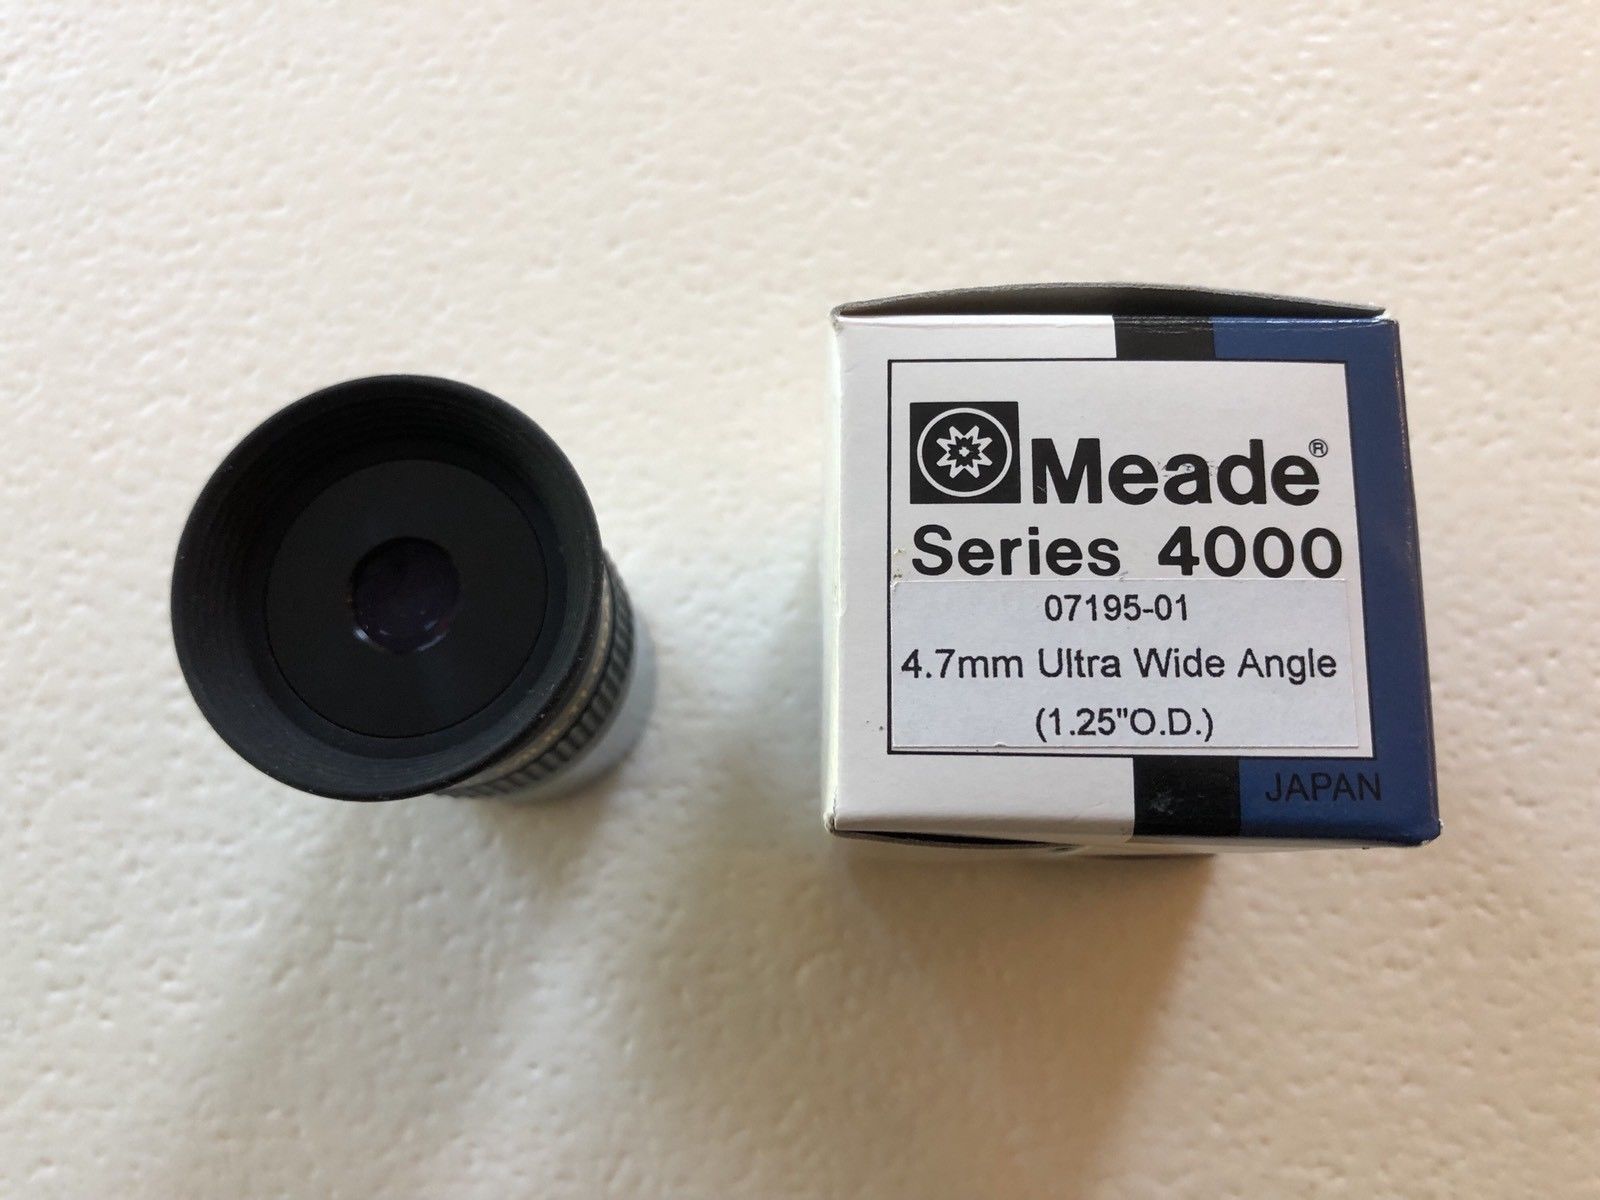 Meade®
Series 4000
07195-01
4.7mm Ultra Wide Angle
(1.25"O.D.)
JAPAN